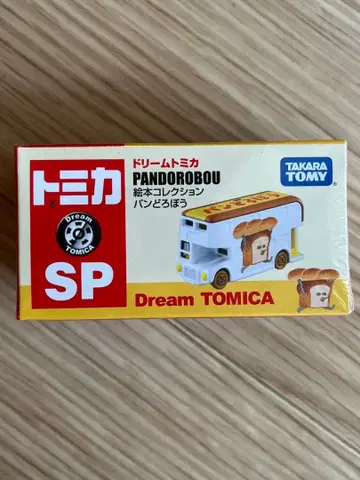 トミカ
Dream
TOMICA
SP
ドリームトミカ
PANDOROBOU
絵本コレクション
パンどろぼう
TAKARA
TOMY
Dream TOMICA